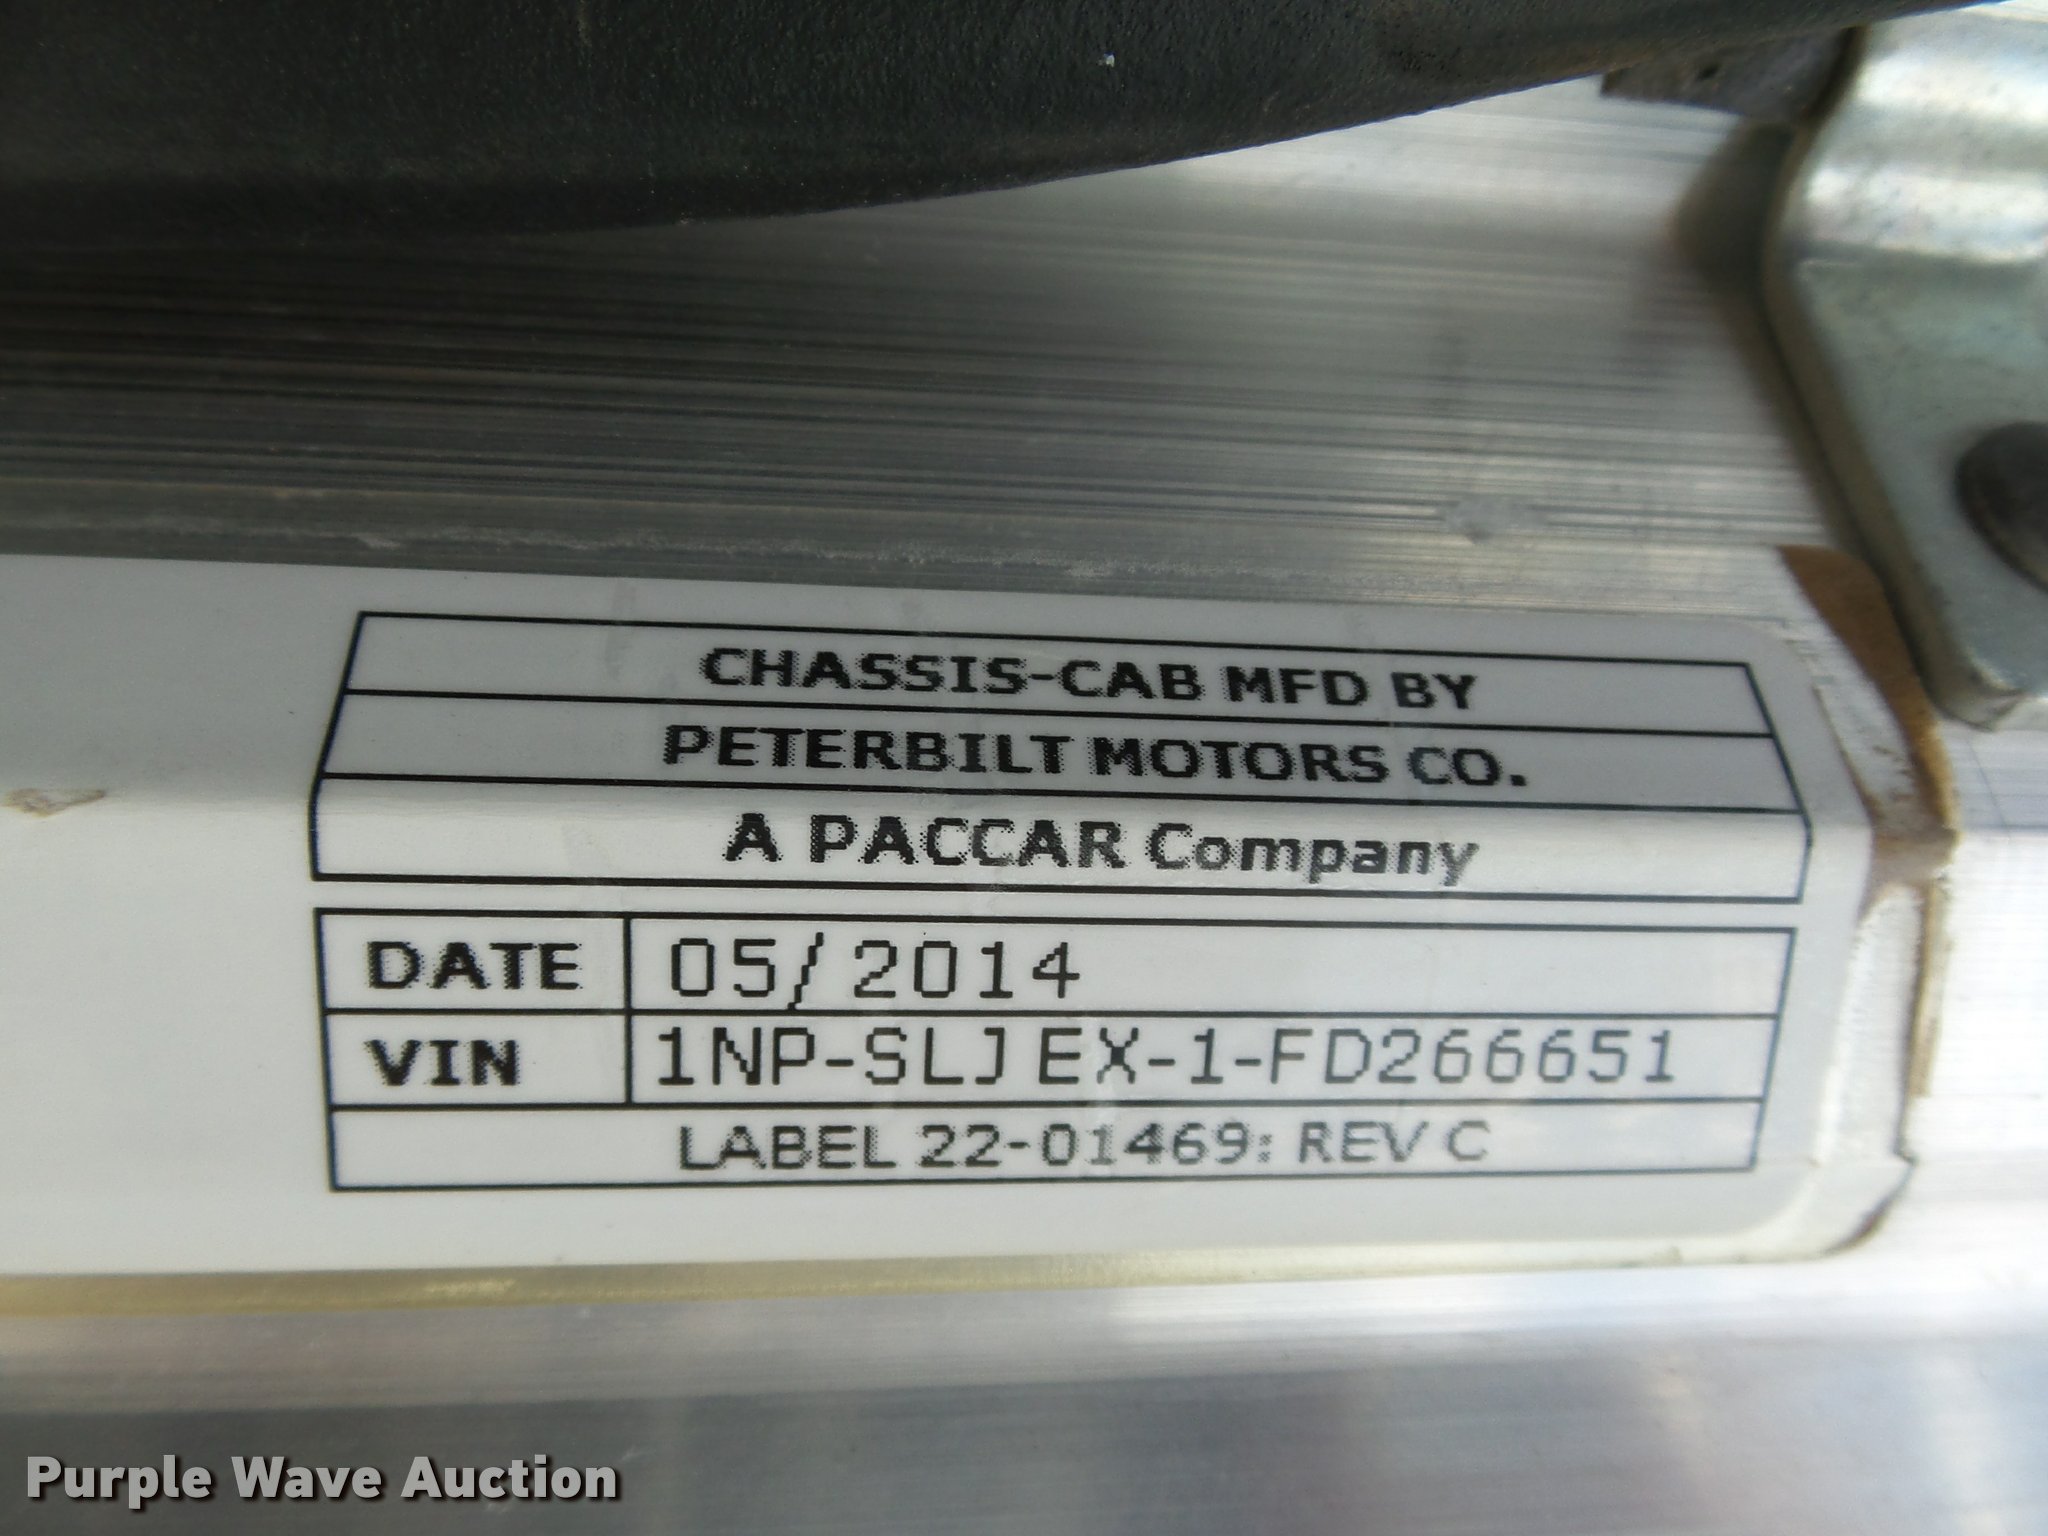 CHASSIS-CAB MFD BY
PETERBILT MOTORS CO.
A PACCAR Company
DATE 05/2014
VIN 1NP-SLJEX-1-FD266651
LABEL 22-01469: REV C
Purple Wave Auction